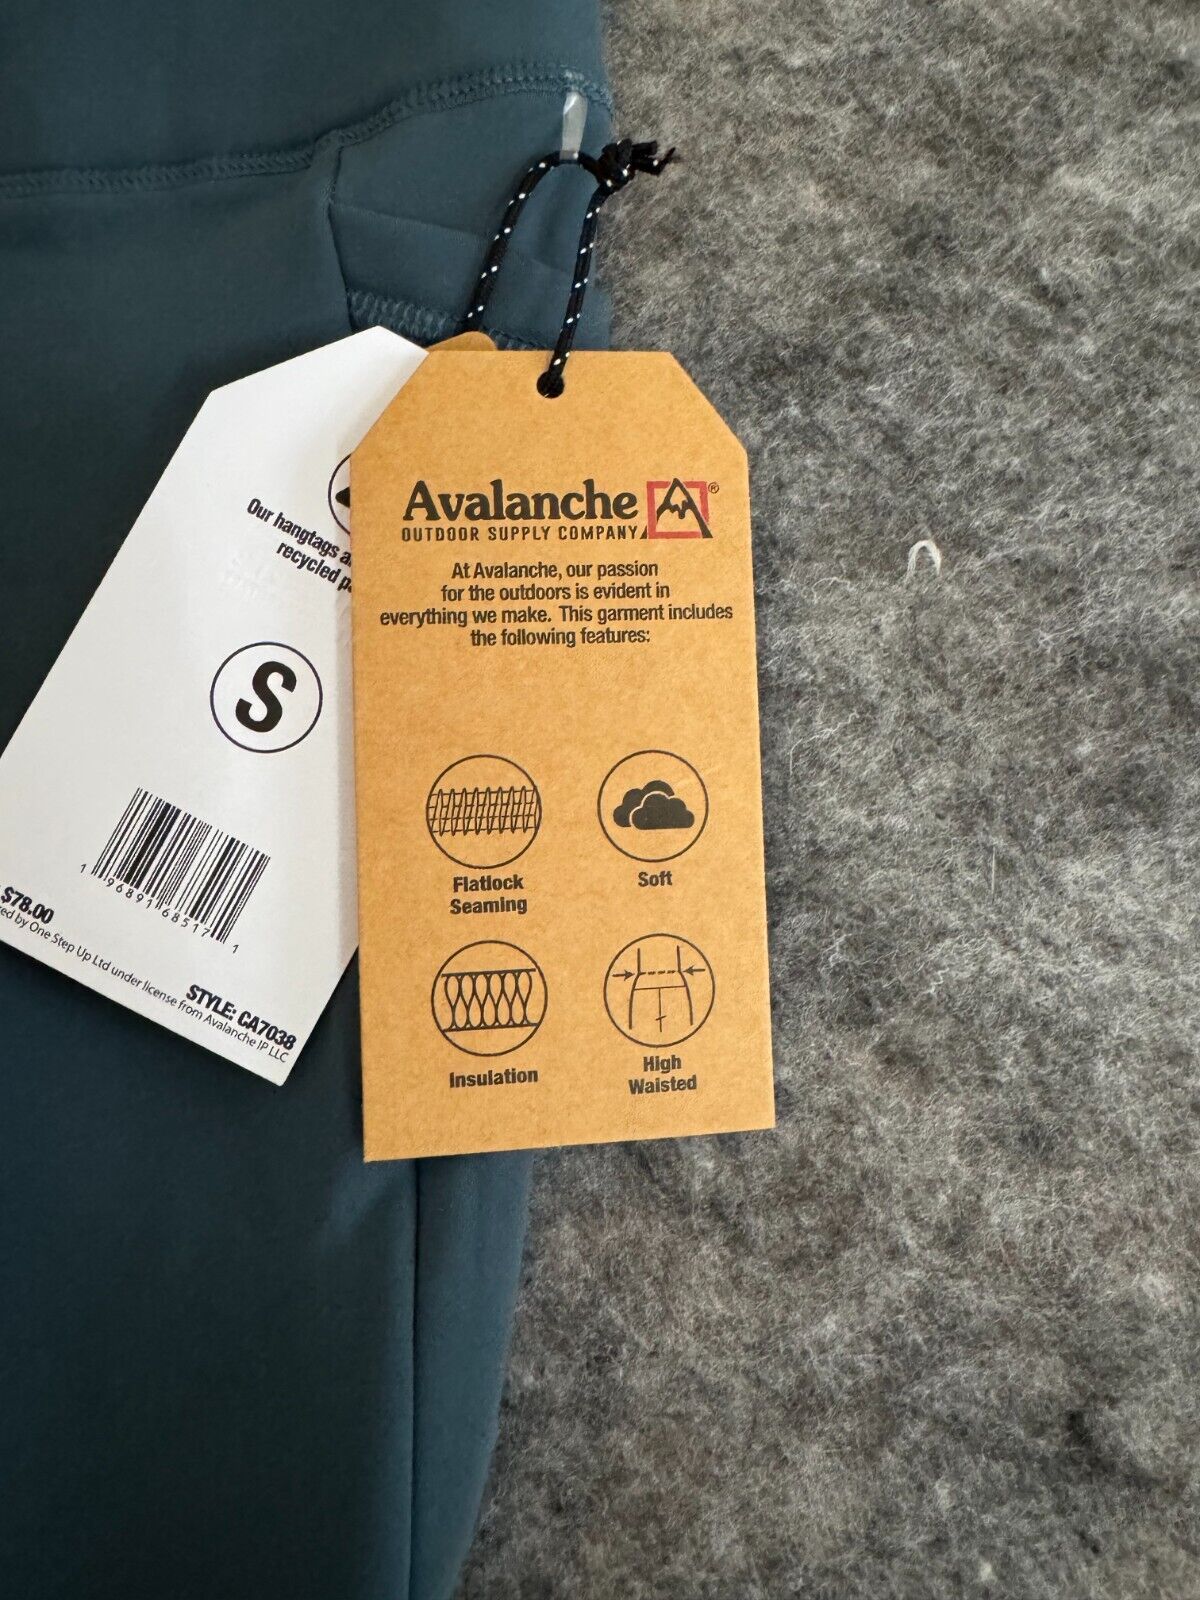 Our hangtags
recycled
S
1 96891 68517 1
$78.00
by One Step Up Ltd under license from Avalanche IP LLC
STYLE: CA7038
Avalanche ®
OUTDOOR SUPPLY COMPANY
At Avalanche, our passion
for the outdoors is evident in
everything we make. This garment includes
the following features:
Flatlock
Seaming
Soft
Insulation
High
Waisted